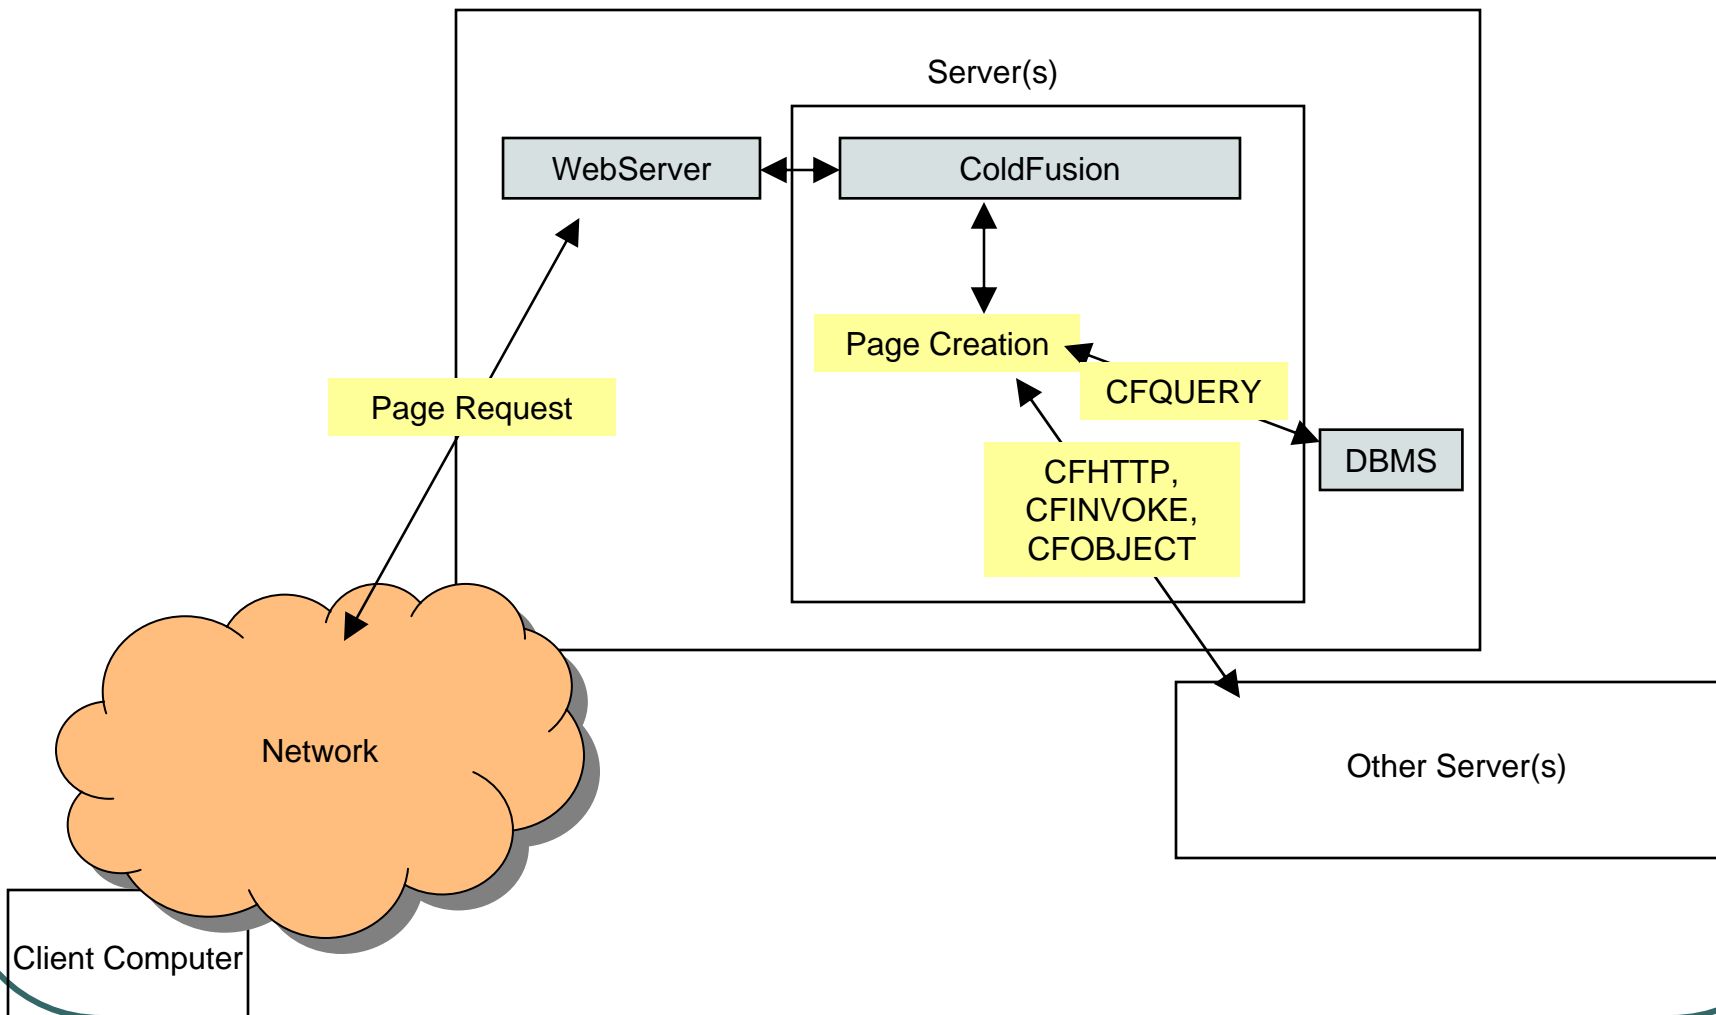 Server(s)
WebServer
ColdFusion
Page Creation
CFQUERY
Page Request
DBMS
CFHTTP,
CFINVOKE,
CFOBJECT
Network
Other Server(s)
Client Computer